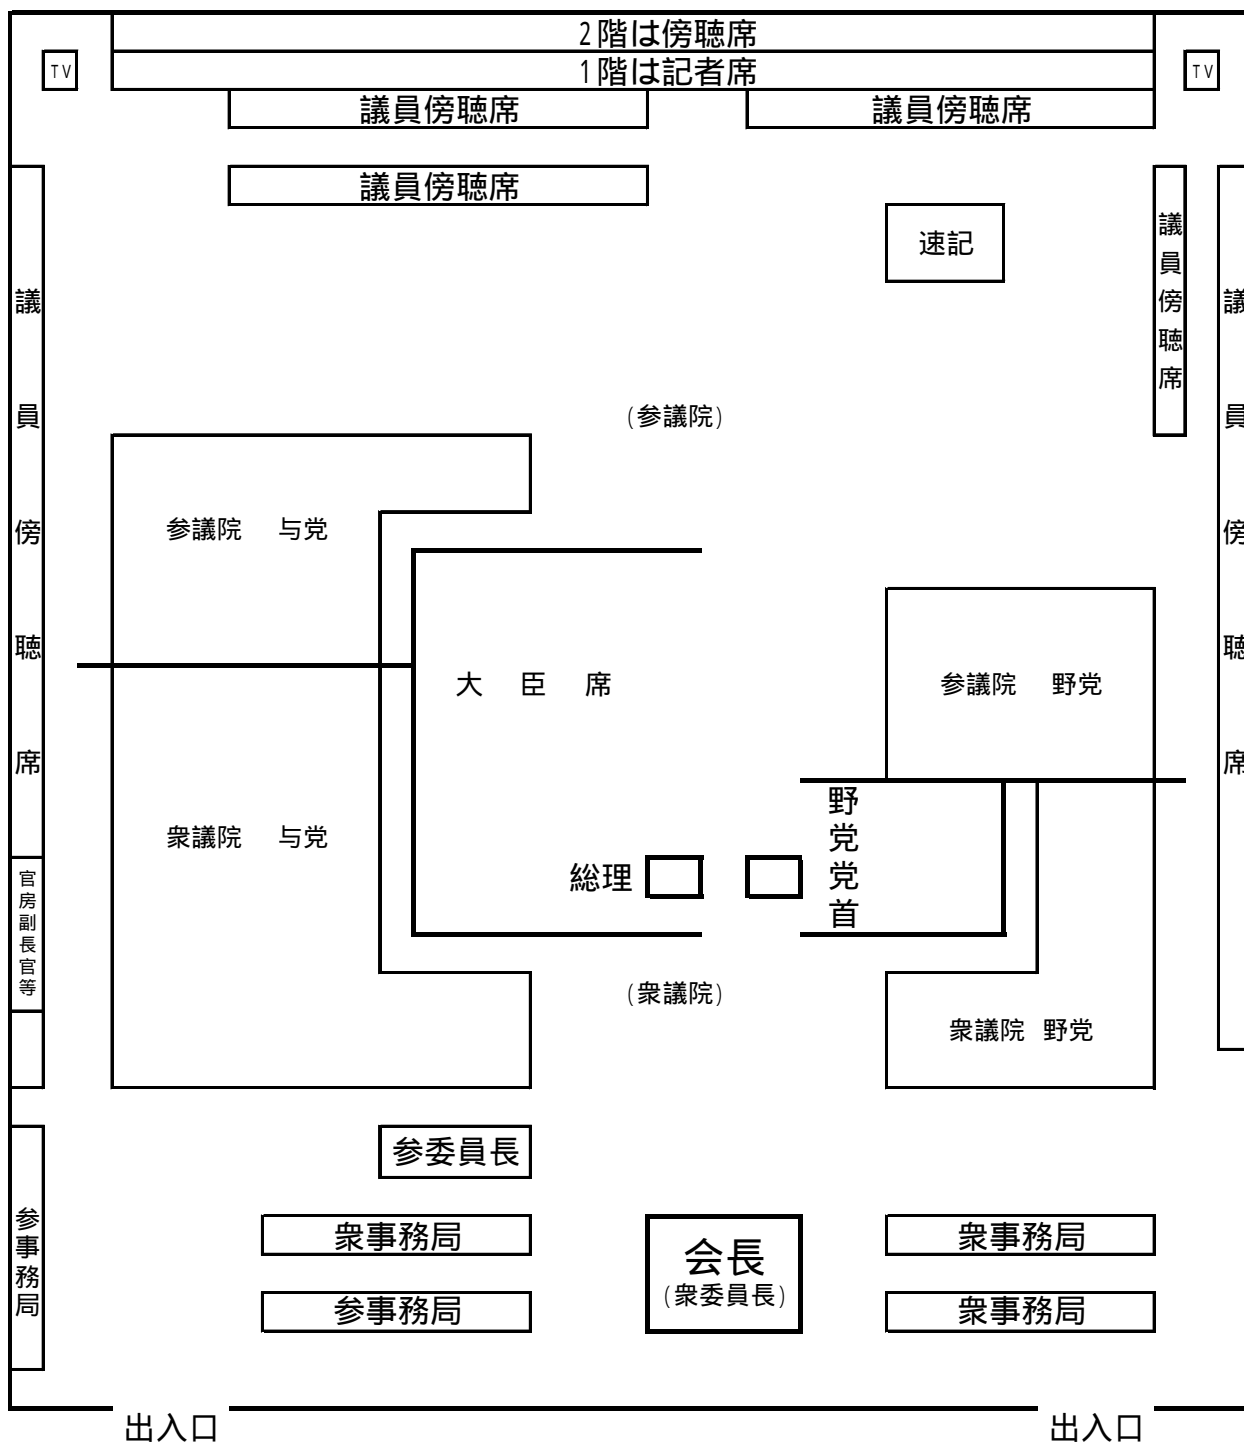 2階は傍聴席
TV
1階は記者席
TV
議員傍聴席
議員傍聴席
議員傍聴席
速記
議員傍聴席
議員傍聴席
議員傍聴席
(参議院)
参議院 与党
大臣席
参議院 野党
衆議院 与党
総理
野党党首
官房副長官等
(衆議院)
衆議院 野党
参委員長
参事務局
衆事務局
会長
(衆委員長)
衆事務局
参事務局
衆事務局
出入口
出入口